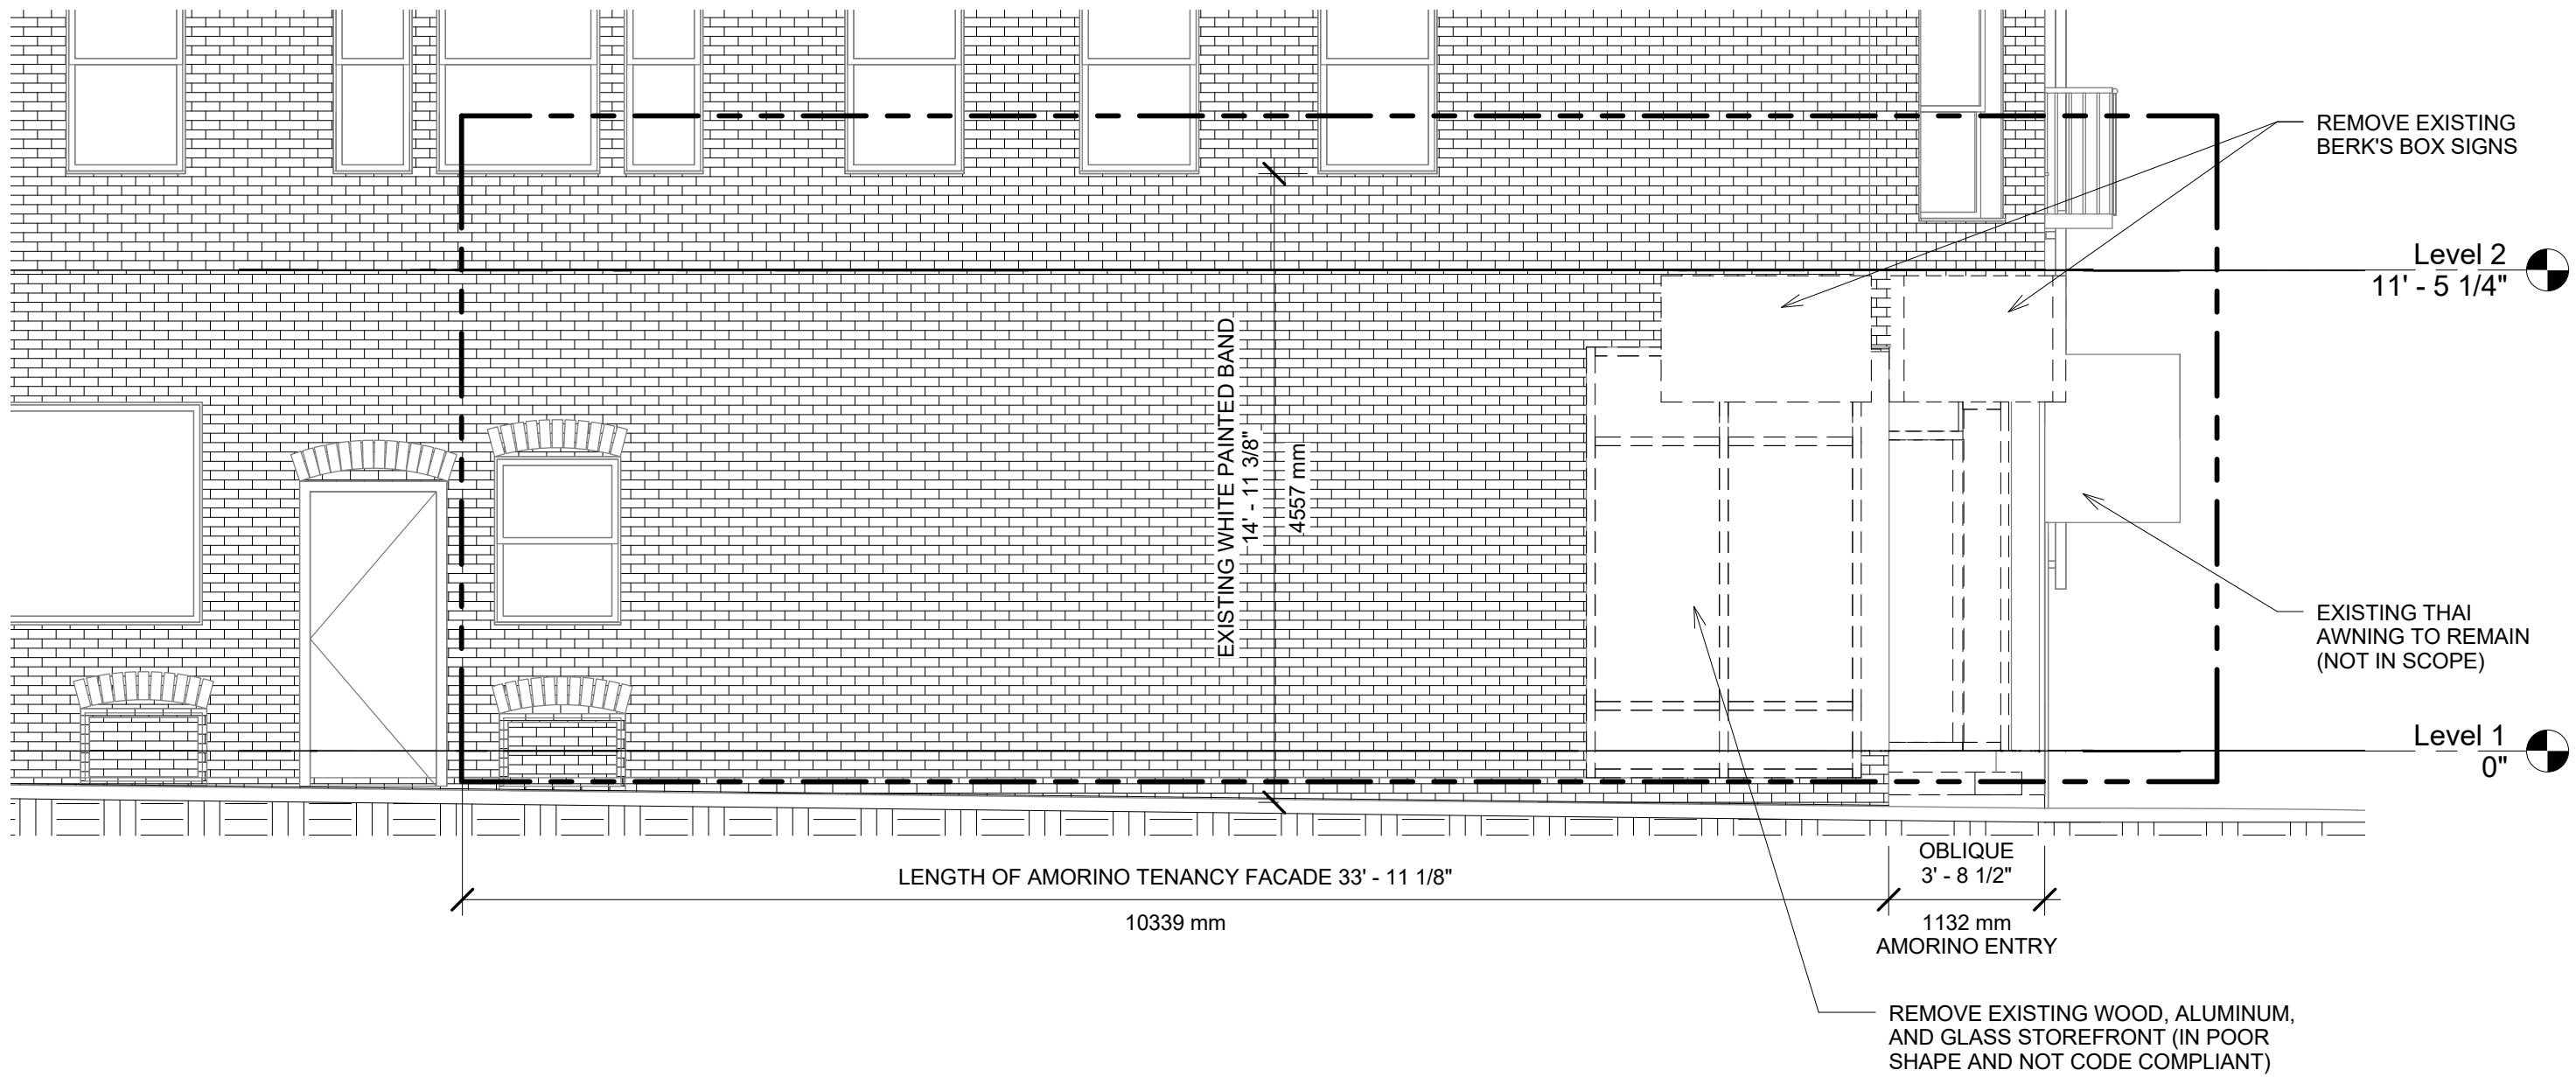 REMOVE EXISTING
BERK'S BOX SIGNS
Level 2
11' - 5 1/4"
EXISTING WHITE PAINTED BAND
14' - 11 3/8"
4557 mm
EXISTING THAI
AWNING TO REMAIN
(NOT IN SCOPE)
Level 1
0"
LENGTH OF AMORINO TENANCY FACADE 33' - 11 1/8"
10339 mm
OBLIQUE
3' - 8 1/2"
1132 mm
AMORINO ENTRY
REMOVE EXISTING WOOD, ALUMINUM,
AND GLASS STOREFRONT (IN POOR
SHAPE AND NOT CODE COMPLIANT)